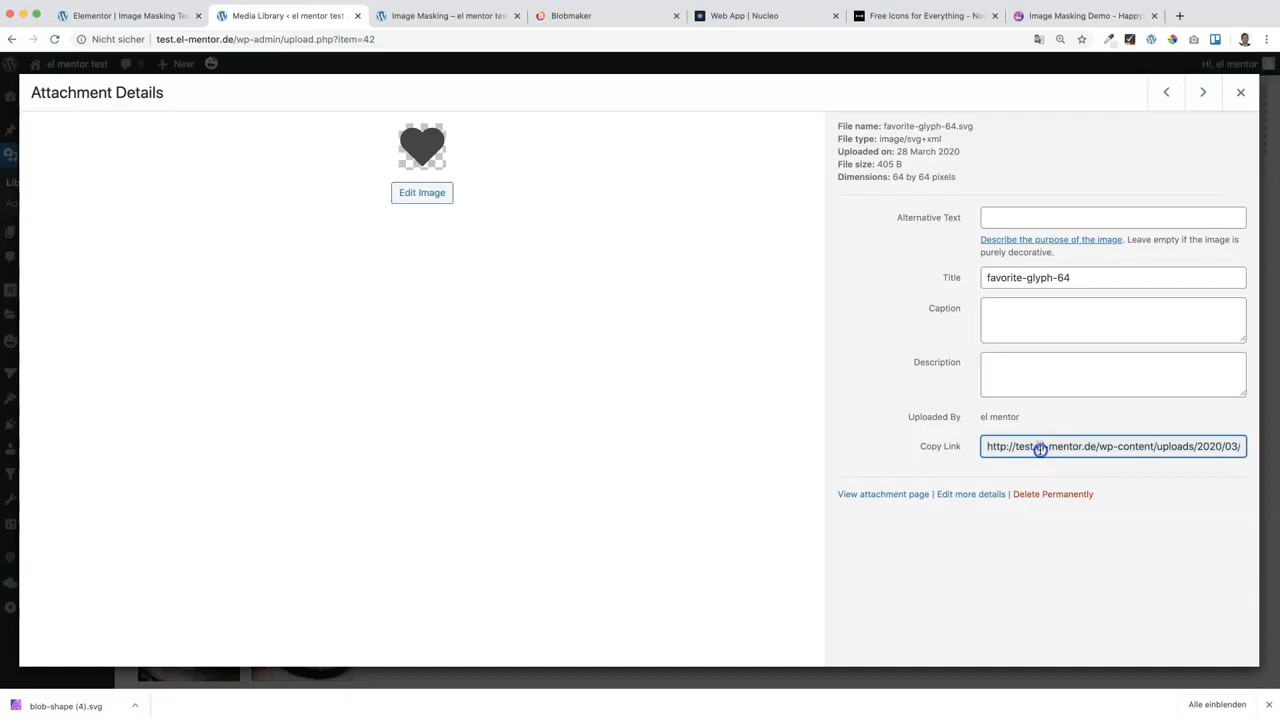 Elementor | Image Masking Te
Media Library ‹ el mentor test
Image Masking – el mentor test
Blobmaker
Web App | Nucleo
Free Icons for Everything - No
Image Masking Demo - Happy
Nicht sicher
test.el-mentor.de/wp-admin/upload.php?item=42
el mentor test
New
Hi, el mentor
Attachment Details
Edit Image
File name: favorite-glyph-64.svg
File type: image/svg+xml
Uploaded on: 28 March 2020
File size: 405 B
Dimensions: 64 by 64 pixels
Alternative Text
Describe the purpose of the image. Leave empty if the image is
purely decorative.
Title
favorite-glyph-64
Caption
Description
Uploaded By
el mentor
Copy Link
http://test.el-mentor.de/wp-content/uploads/2020/03/
View attachment page | Edit more details | Delete Permanently
Lib
Ad
blob-shape (4).svg
Alle einblenden